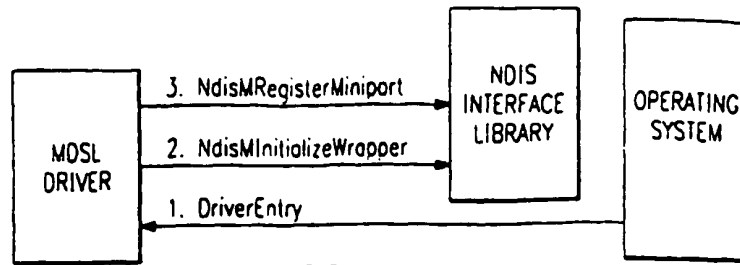 MDSL
DRIVER
3. NdisMRegisterMiniport
2. NdisMInitializeWrapper
1. DriverEntry
NDIS
INTERFACE
LIBRARY
OPERATING
SYSTEM